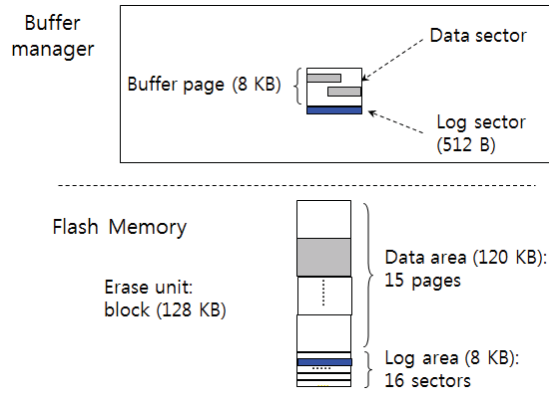 Buffer
manager
Data sector
Buffer page (8 KB)
Log sector
(512 B)
Flash Memory
Data area (120 KB):
15 pages
Erase unit:
block (128 KB)
Log area (8 KB):
16 sectors